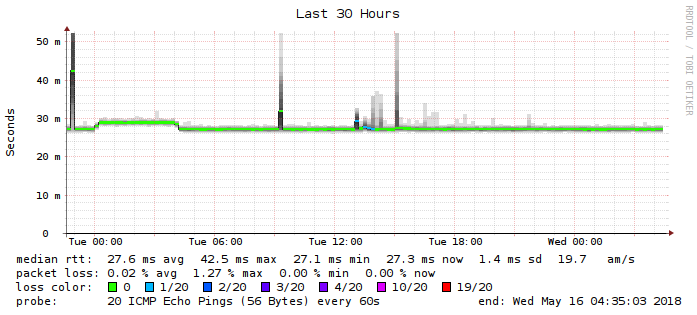 Last 30 Hours
RRDTOOL / TOBI OETIKER
Seconds
50 m
40 m
30 m
20 m
10 m
0
Tue 00:00 Tue 06:00 Tue 12:00 Tue 18:00 Wed 00:00
median rtt: 27.6 ms avg 42.5 ms max 27.1 ms min 27.3 ms now 1.4 ms sd 19.7 am/s
packet loss: 0.02 % avg 1.27 % max 0.00 % min 0.00 % now
loss color: 0 1/20 2/20 3/20 4/20 10/20 19/20
probe: 20 ICMP Echo Pings (56 Bytes) every 60s end: Wed May 16 04:35:03 2018